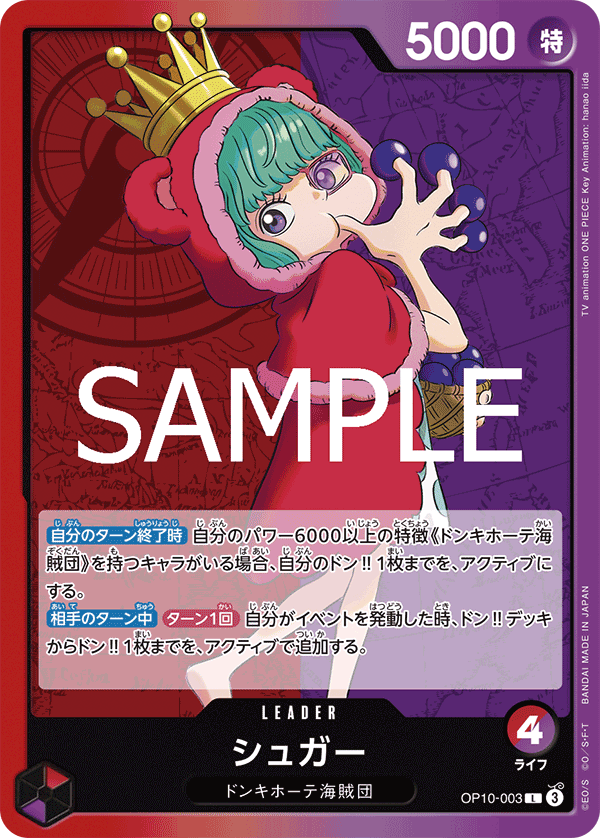 5000 特
TV animation ONE PIECE Key Animation: hanao iida
SAMPLE
自分のターン終了時 自分のパワー6000以上の特徴《ドンキホーテ海
賊団》を持つキャラがいる場合、自分のドン!!1枚までを、アクティブに
する。
相手のターン中 ターン1回 自分がイベントを発動した時、ドン!!デッキ
からドン!!1枚までを、アクティブで追加する。
LEADER
シュガー
ドンキホーテ海賊団
4
ライフ
OP10-003 L 3
©E.O/S ©O/S・F・T BANDAI MADE IN JAPAN